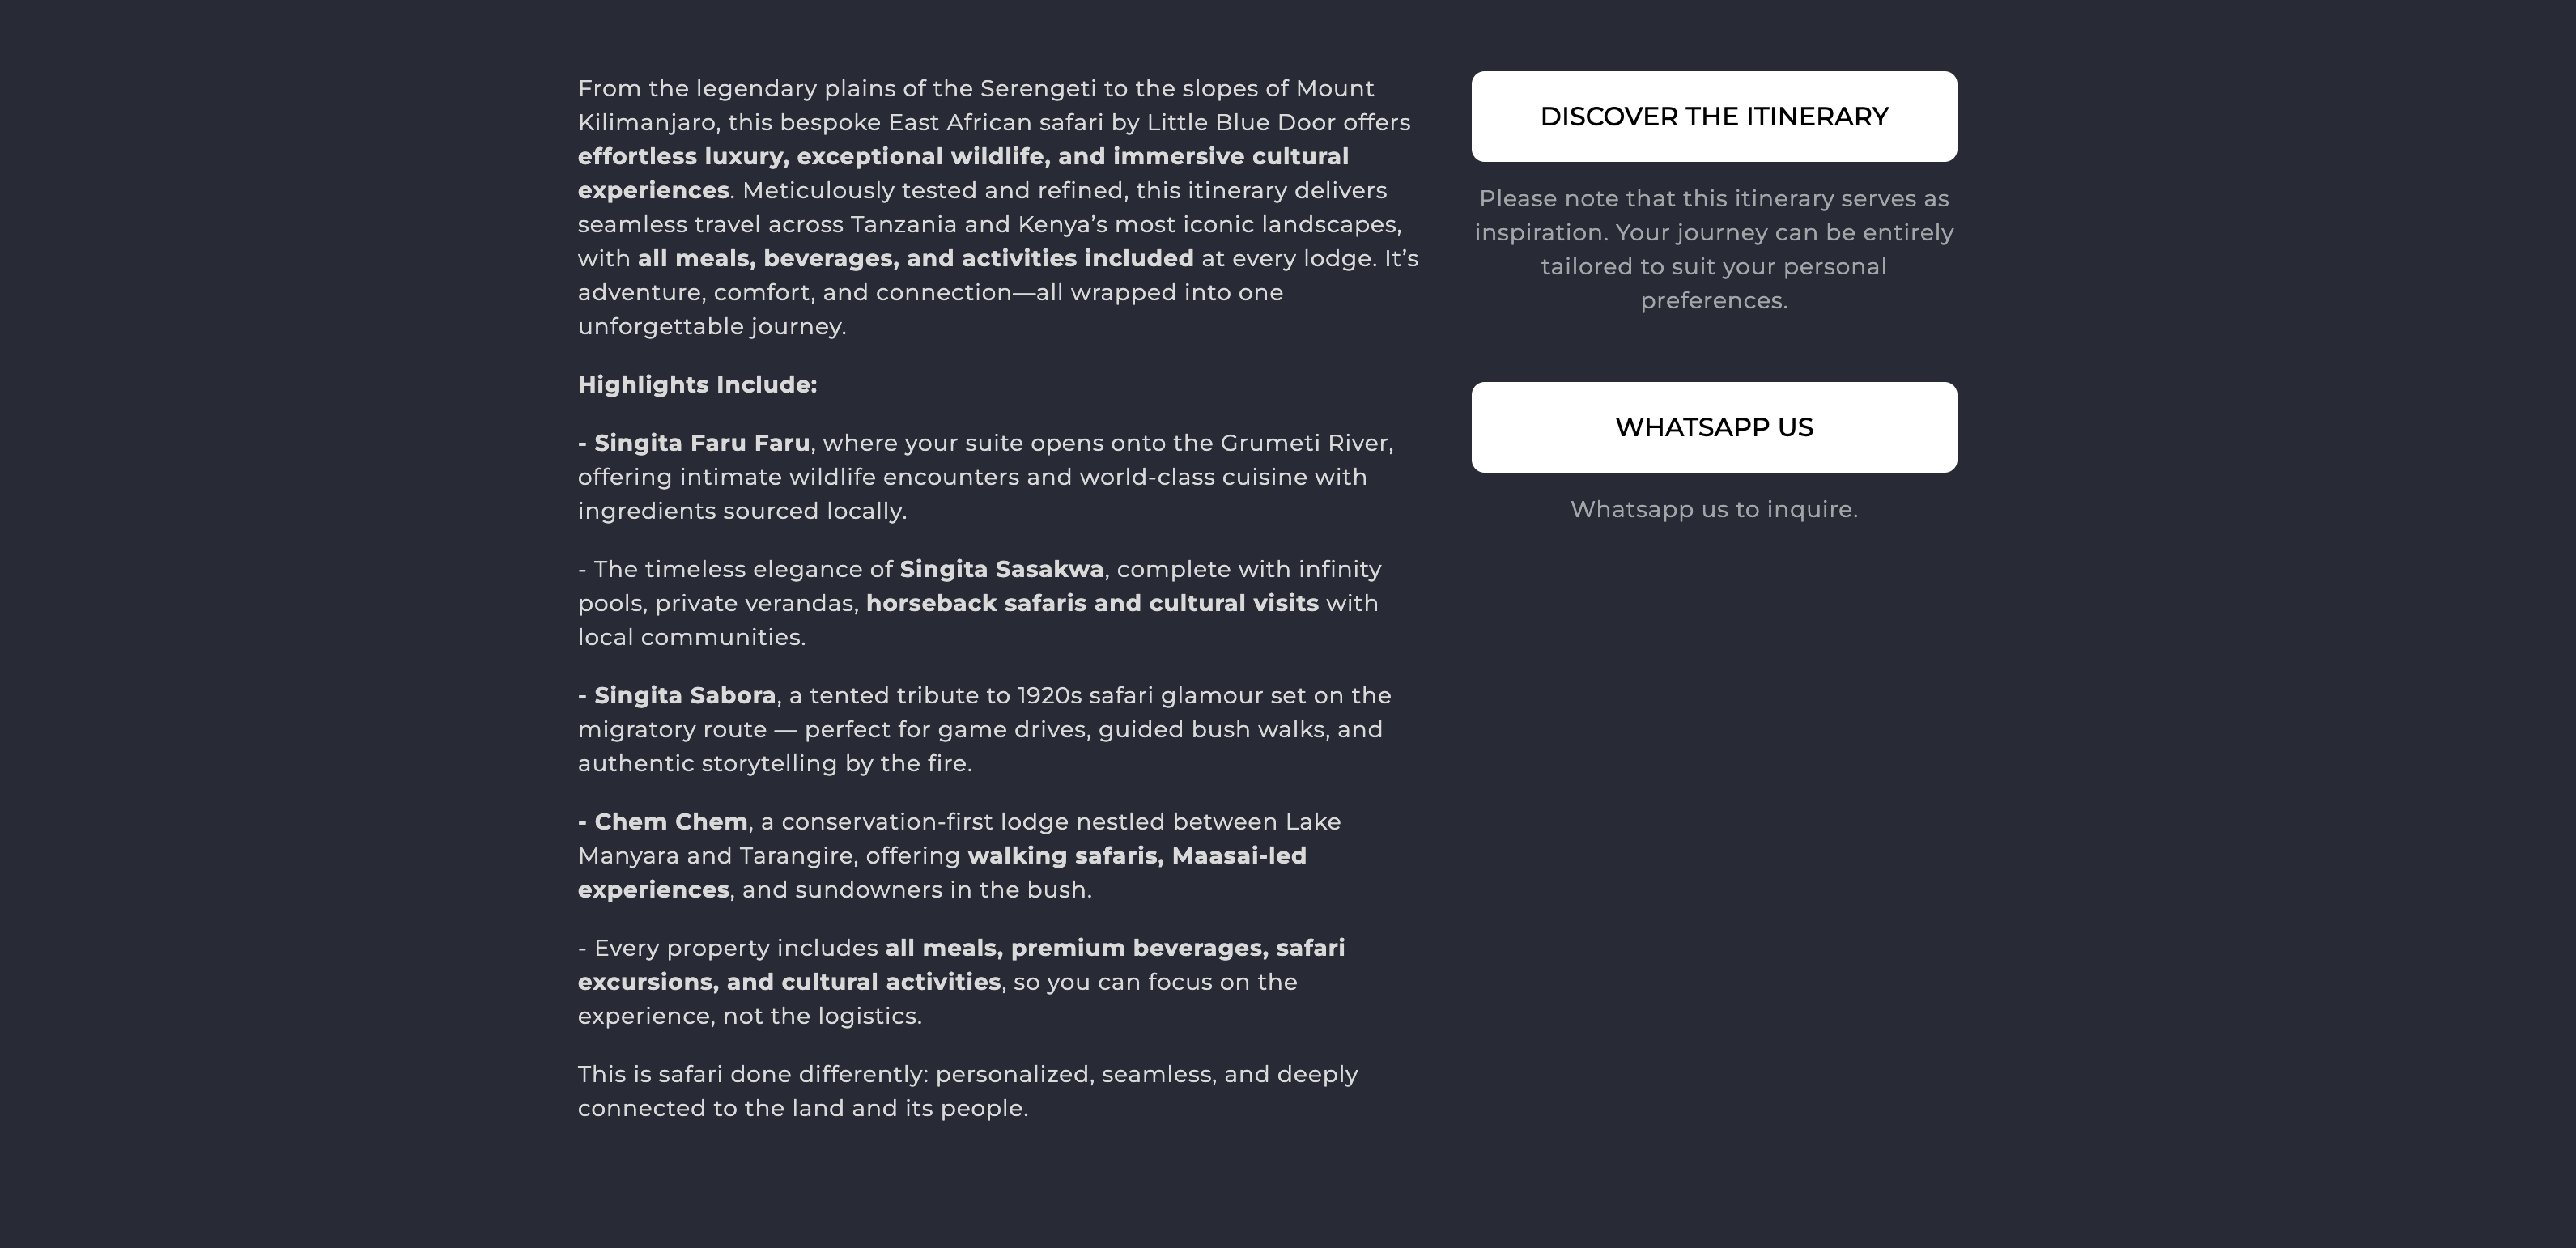 From the legendary plains of the Serengeti to the slopes of Mount
Kilimanjaro, this bespoke East African safari by Little Blue Door offers
effortless luxury, exceptional wildlife, and immersive cultural
experiences. Meticulously tested and refined, this itinerary delivers
seamless travel across Tanzania and Kenya’s most iconic landscapes,
with all meals, beverages, and activities included at every lodge. It’s
adventure, comfort, and connection—all wrapped into one
unforgettable journey.
Highlights Include:
- Singita Faru Faru, where your suite opens onto the Grumeti River,
offering intimate wildlife encounters and world-class cuisine with
ingredients sourced locally.
- The timeless elegance of Singita Sasakwa, complete with infinity
pools, private verandas, horseback safaris and cultural visits with
local communities.
- Singita Sabora, a tented tribute to 1920s safari glamour set on the
migratory route — perfect for game drives, guided bush walks, and
authentic storytelling by the fire.
- Chem Chem, a conservation-first lodge nestled between Lake
Manyara and Tarangire, offering walking safaris, Maasai-led
experiences, and sundowners in the bush.
- Every property includes all meals, premium beverages, safari
excursions, and cultural activities, so you can focus on the
experience, not the logistics.
This is safari done differently: personalized, seamless, and deeply
connected to the land and its people.
DISCOVER THE ITINERARY
Please note that this itinerary serves as
inspiration. Your journey can be entirely
tailored to suit your personal
preferences.
WHATSAPP US
Whatsapp us to inquire.